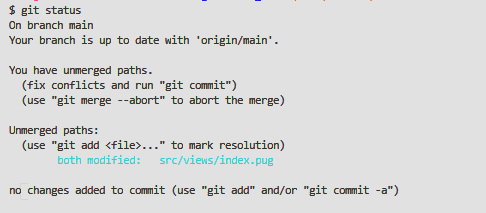 $ git status
On branch main
Your branch is up to date with 'origin/main'.
You have unmerged paths.
(fix conflicts and run "git commit")
(use "git merge --abort" to abort the merge)
Unmerged paths:
(use "git add <file>..." to mark resolution)
both modified:   src/views/index.pug
no changes added to commit (use "git add" and/or "git commit -a")